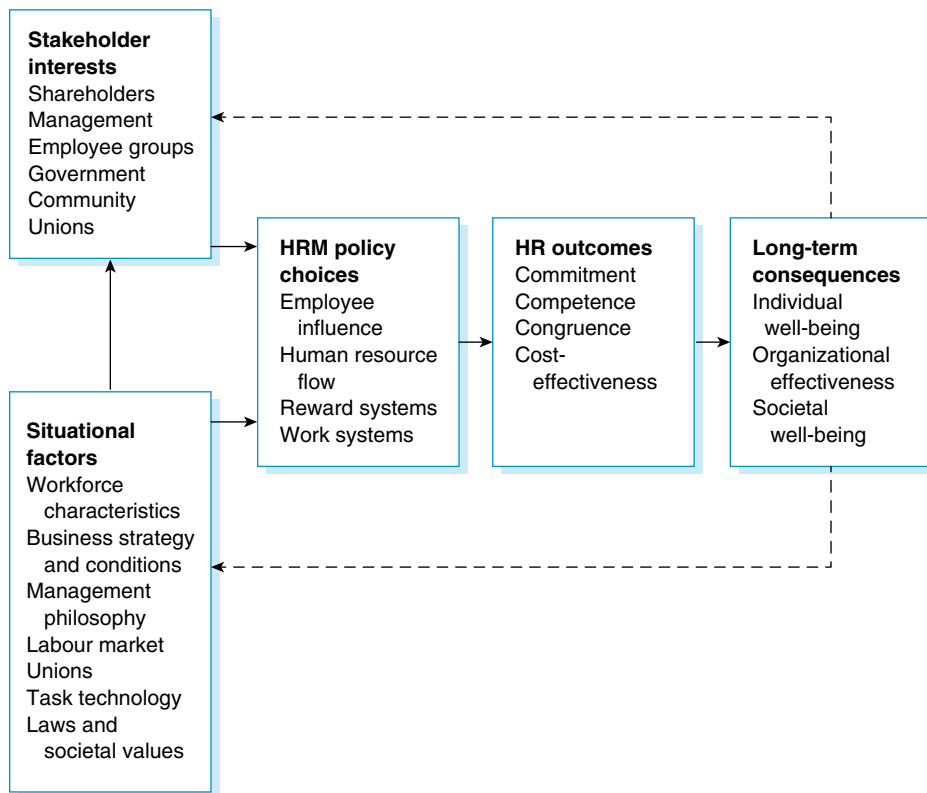 Stakeholder
interests
Shareholders
Management
Employee groups
Government
Community
Unions
Situational
factors
Workforce
characteristics
Business strategy
and conditions
Management
philosophy
Labour market
Unions
Task technology
Laws and
societal values
HRM policy
choices
Employee
influence
Human resource
flow
Reward systems
Work systems
HR outcomes
Commitment
Competence
Congruence
Cost-
effectiveness
Long-term
consequences
Individual
well-being
Organizational
effectiveness
Societal
well-being